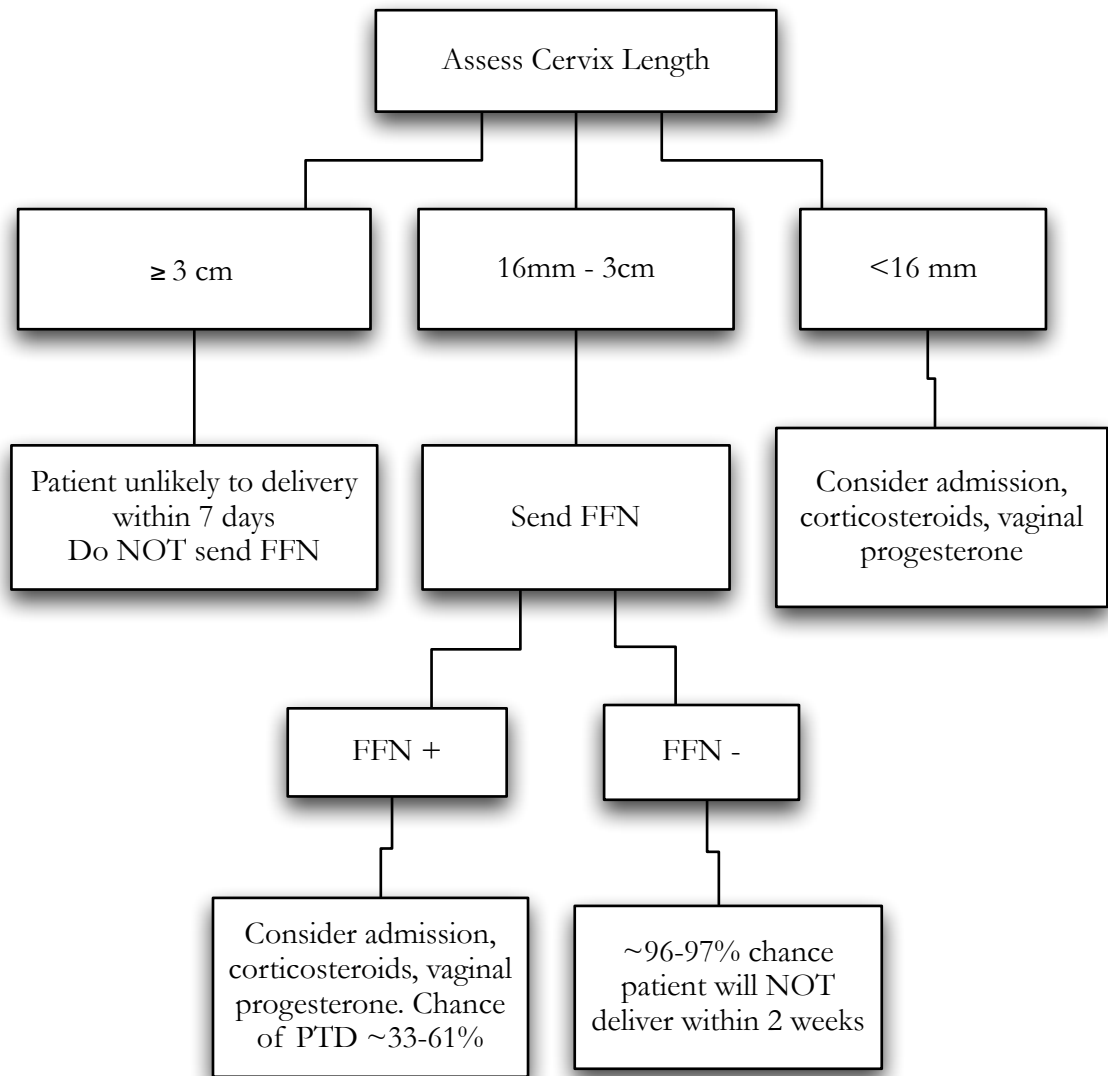 Assess Cervix Length
≥ 3 cm
16mm - 3cm
<16 mm
Patient unlikely to delivery
within 7 days
Do NOT send FFN
Send FFN
Consider admission,
corticosteroids, vaginal
progesterone
FFN +
FFN -
Consider admission,
corticosteroids, vaginal
progesterone. Chance
of PTD ~33-61%
~96-97% chance
patient will NOT
deliver within 2 weeks